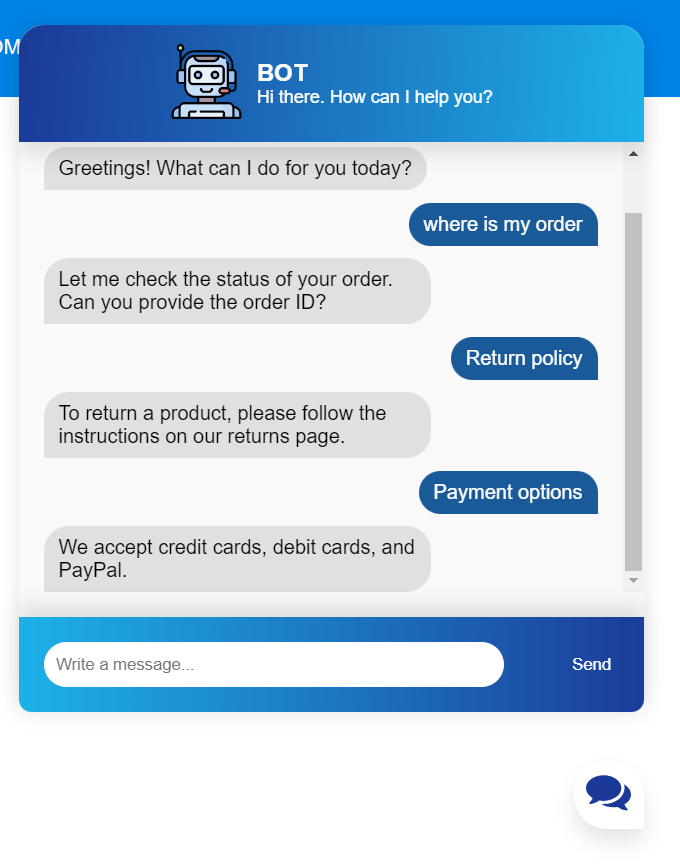 BOT
Hi there. How can I help you?
Greetings! What can I do for you today?
where is my order
Let me check the status of your order.
Can you provide the order ID?
Return policy
To return a product, please follow the
instructions on our returns page.
Payment options
We accept credit cards, debit cards, and
PayPal.
Write a message...
Send